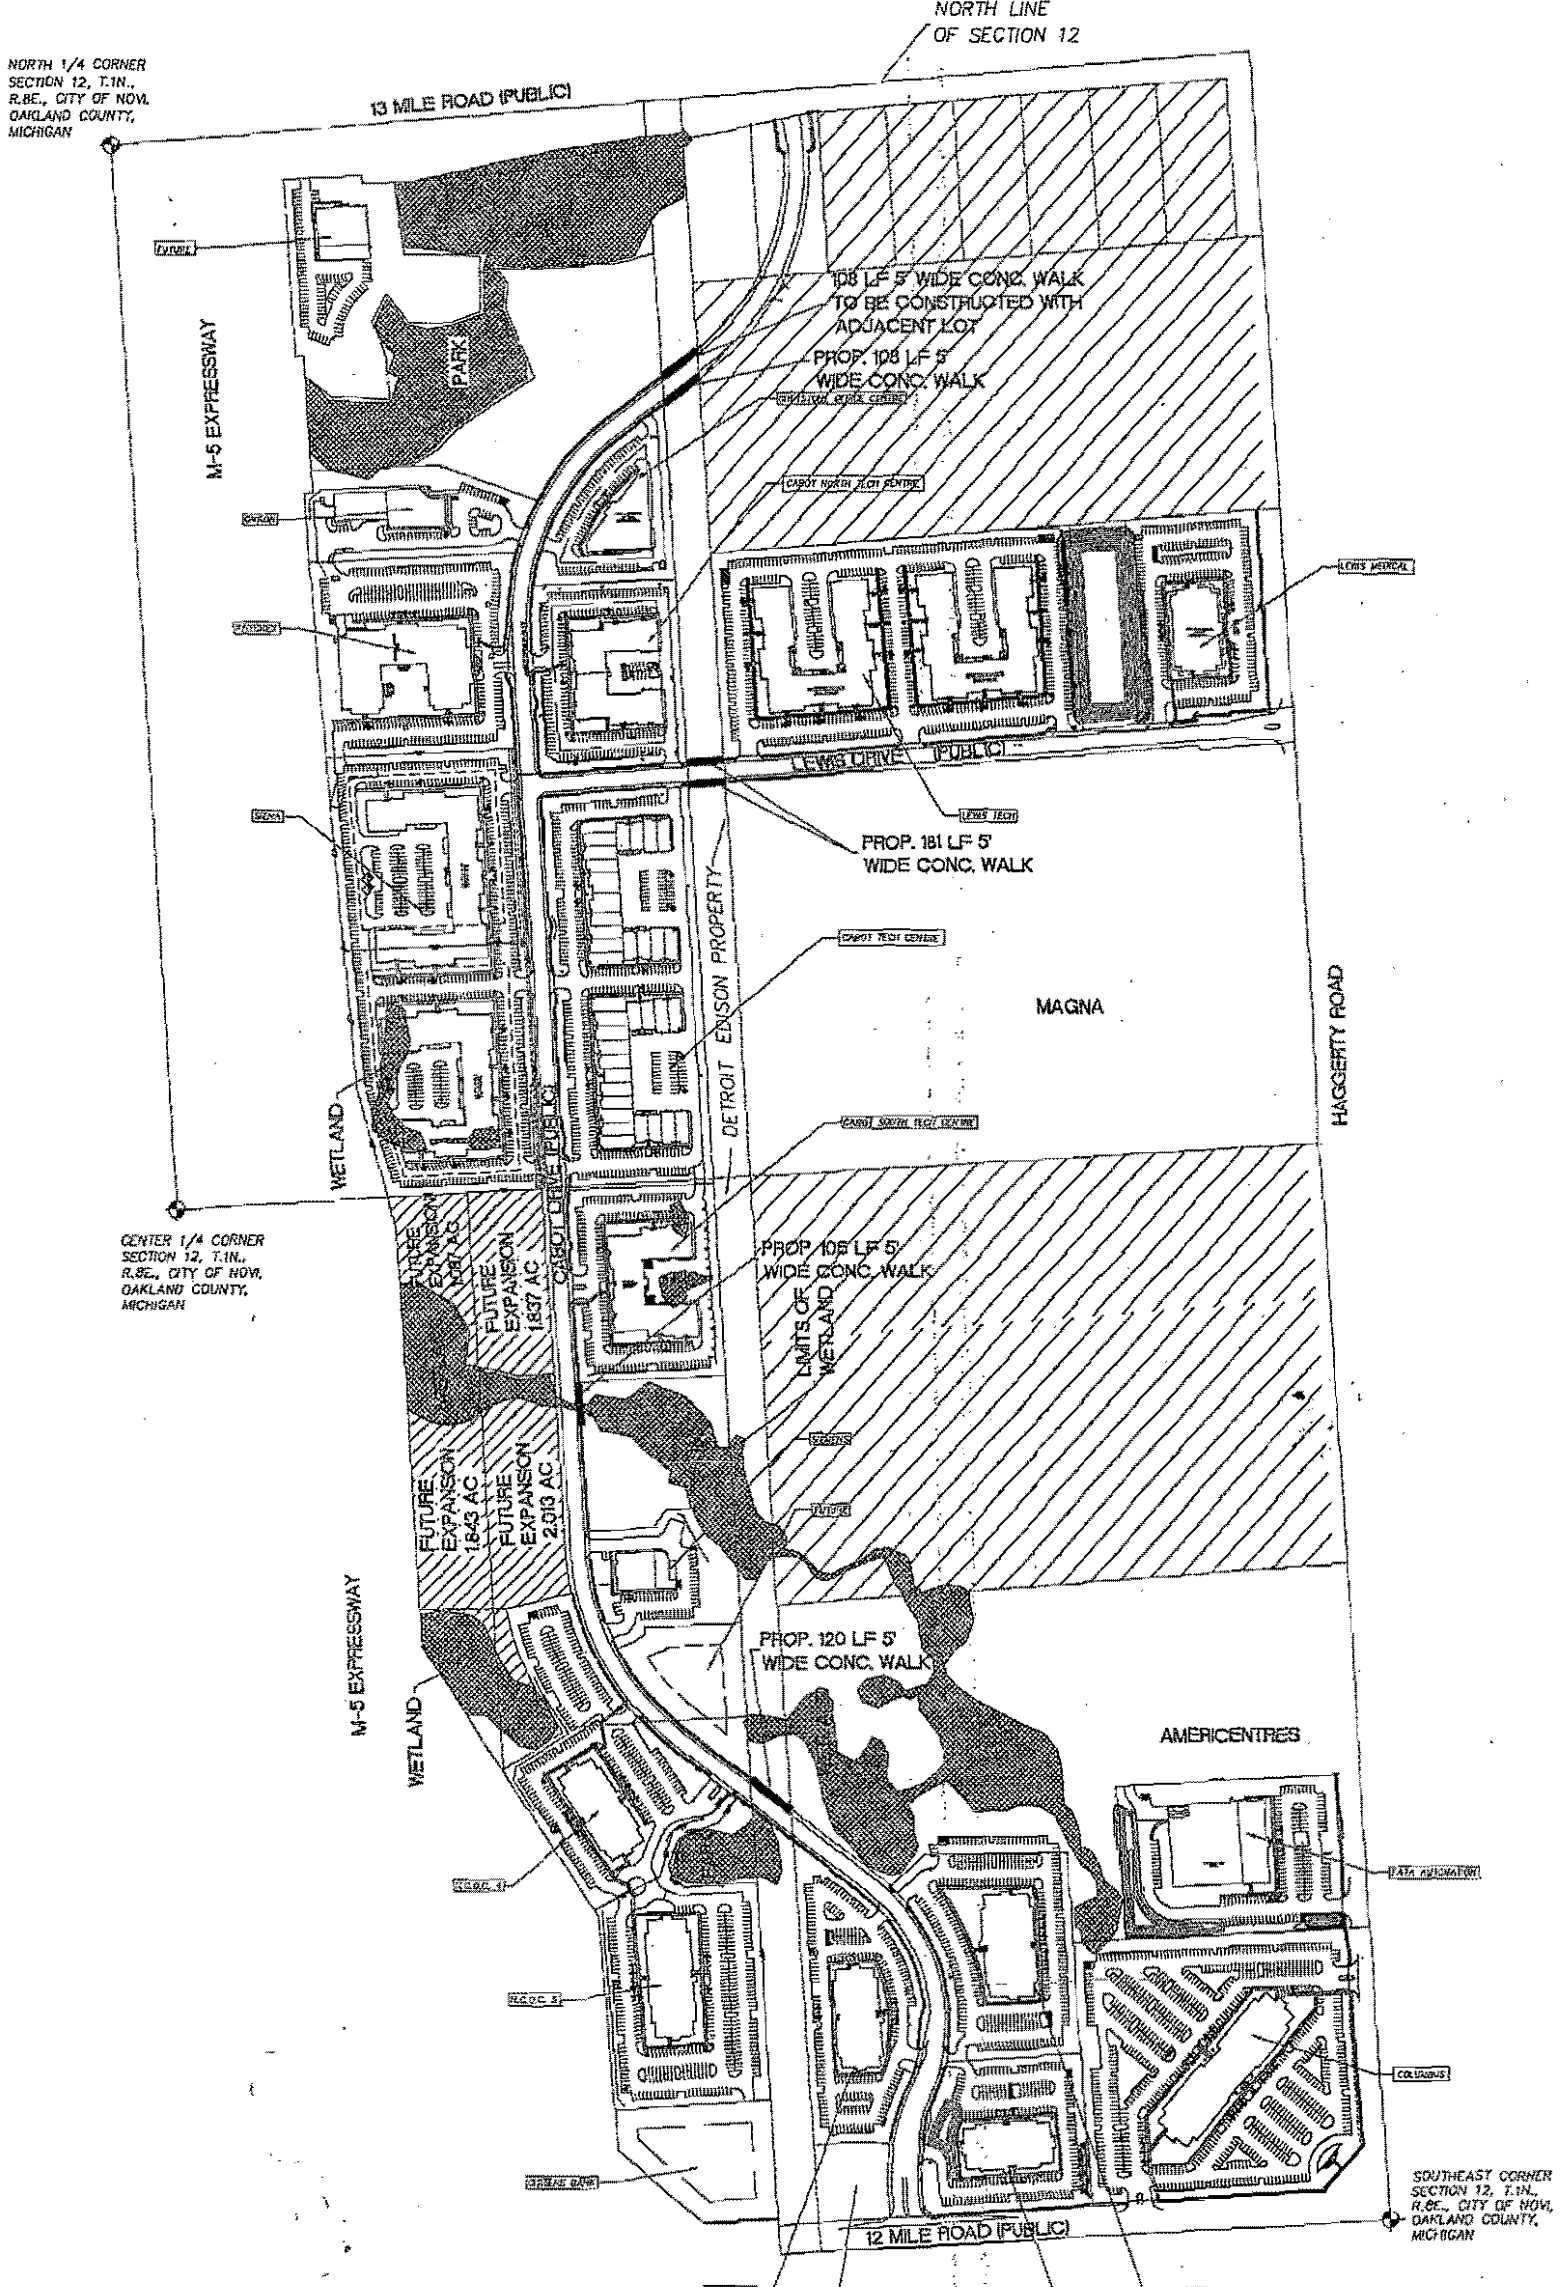 NORTH LINE
OF SECTION 12
NORTH 1/4 CORNER
SECTION 12, T.1N.,
R.8E., CITY OF NOVI,
OAKLAND COUNTY,
MICHIGAN
13 MILE ROAD (PUBLIC)
FUTURE
M-5 EXPRESSWAY
PARK
108 LF 5' WIDE CONC. WALK
TO BE CONSTRUCTED WITH
ADJACENT LOT
PROP. 108 LF 5'
WIDE CONC. WALK
CABOT NORTH TECH CENTRE
LEWIS MEDICAL
LEWIS DRIVE (PUBLIC)
LEWIS TECH
PROP. 181 LF 5'
WIDE CONC. WALK
CABOT TECH CENTRE
DETROIT EDISON PROPERTY
MAGNA
HAGGERTY ROAD
CABOT SOUTH TECH CENTRE
WETLAND
CABOT DRIVE (PUBLIC)
CENTER 1/4 CORNER
SECTION 12, T.1N.,
R.8E., CITY OF NOVI,
OAKLAND COUNTY,
MICHIGAN
FUTURE
EXPANSION
FUTURE
EXPANSION
1.837 AC
PROP 106 LF 5'
WIDE CONC. WALK
LIMITS OF
WETLAND
FUTURE
EXPANSION
1.643 AC
FUTURE
EXPANSION
2.013 AC
FUTURE
M-5 EXPRESSWAY
WETLAND
PROP. 120 LF 5'
WIDE CONC. WALK
AMERICENTRES
COLUMBUS
12 MILE ROAD (PUBLIC)
SOUTHEAST CORNER
SECTION 12, T.1N.,
R.8E., CITY OF NOVI,
OAKLAND COUNTY,
MICHIGAN